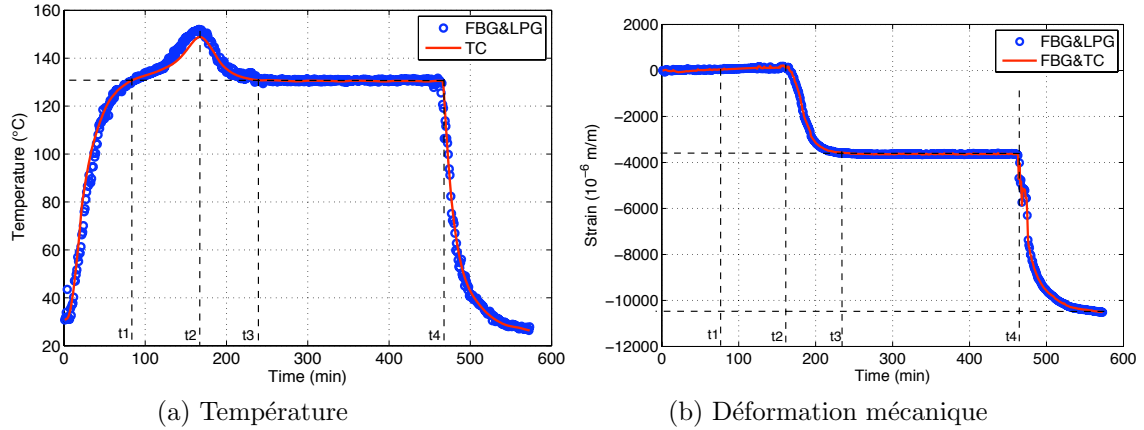 160
140
120
100
80
60
40
20
Temperature (°C)
FBG&LPG
TC
t1
t2
t3
t4
0
100
200
300
400
500
600
Time (min)
(a) Température
2000
0
−2000
−4000
−6000
−8000
−10000
−12000
Strain (10⁻⁶ m/m)
FBG&LPG
FBG&TC
t1
t2
t3
t4
0
100
200
300
400
500
600
Time (min)
(b) Déformation mécanique